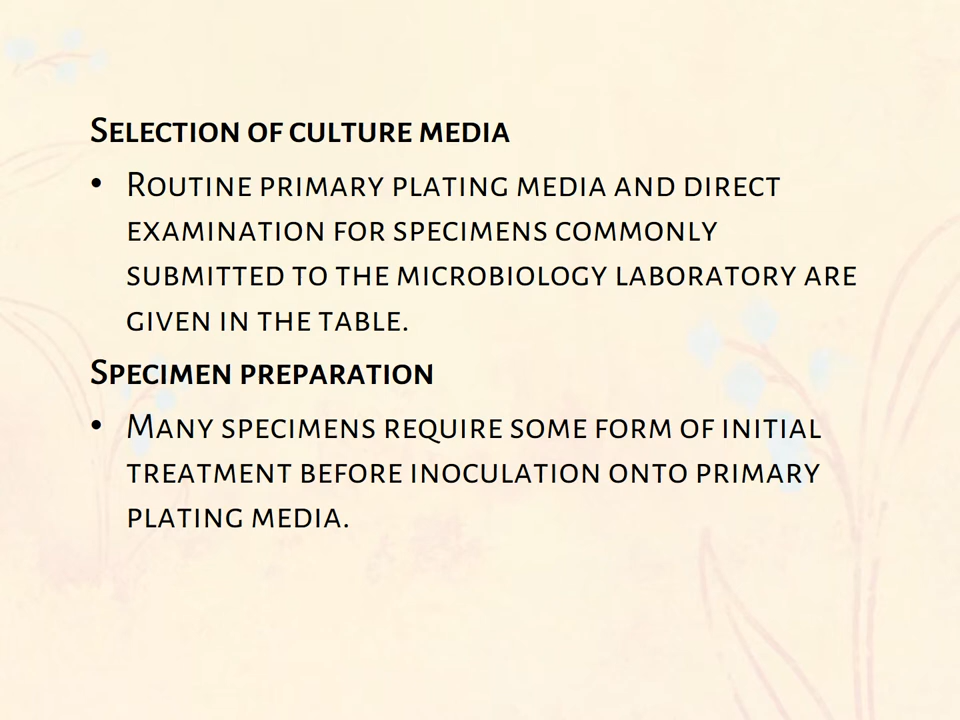 Selection of culture media
• Routine primary plating media and direct
examination for specimens commonly
submitted to the microbiology laboratory are
given in the table.
Specimen preparation
• Many specimens require some form of initial
treatment before inoculation onto primary
plating media.